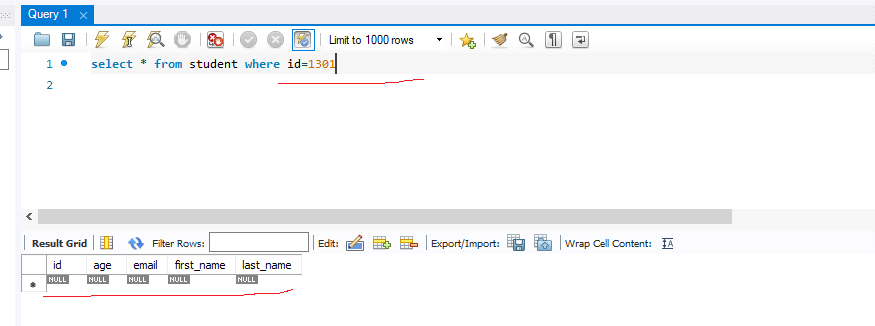 Query 1
Limit to 1000 rows
1 select * from student where id=1301
2
Result Grid Filter Rows: Edit: Export/Import: Wrap Cell Content:
id age email first_name last_name
NULL NULL NULL NULL NULL